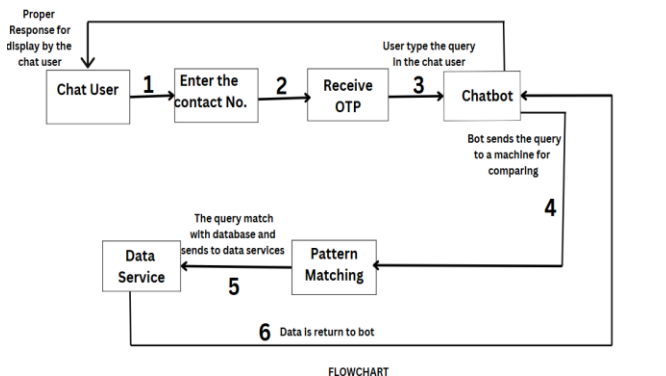 Proper
Response for
display by the
chat user
Chat User
1
Enter the
contact No.
2
Receive
OTP
User type the query
In the chat user
3
Chatbot
Bot sends the query
to a machine for
comparing
4
Pattern
Matching
The query match
with database and
sends to data services
5
Data
Service
6 Data is return to bot
FLOWCHART